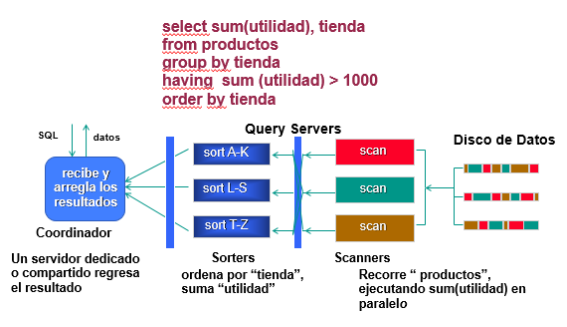 select sum(utilidad), tienda
from productos
group by tienda
having sum (utilidad) > 1000
order by tienda
SQL
datos
Query Servers
Disco de Datos
recibe y
arregla los
resultados
sort A-K
sort L-S
sort T-Z
scan
scan
scan
Coordinador
Un servidor dedicado
o compartido regresa
el resultado
Sorters
ordena por “tienda”,
suma “utilidad”
Scanners
Recorre “ productos”,
ejecutando sum(utilidad) en
paralelo